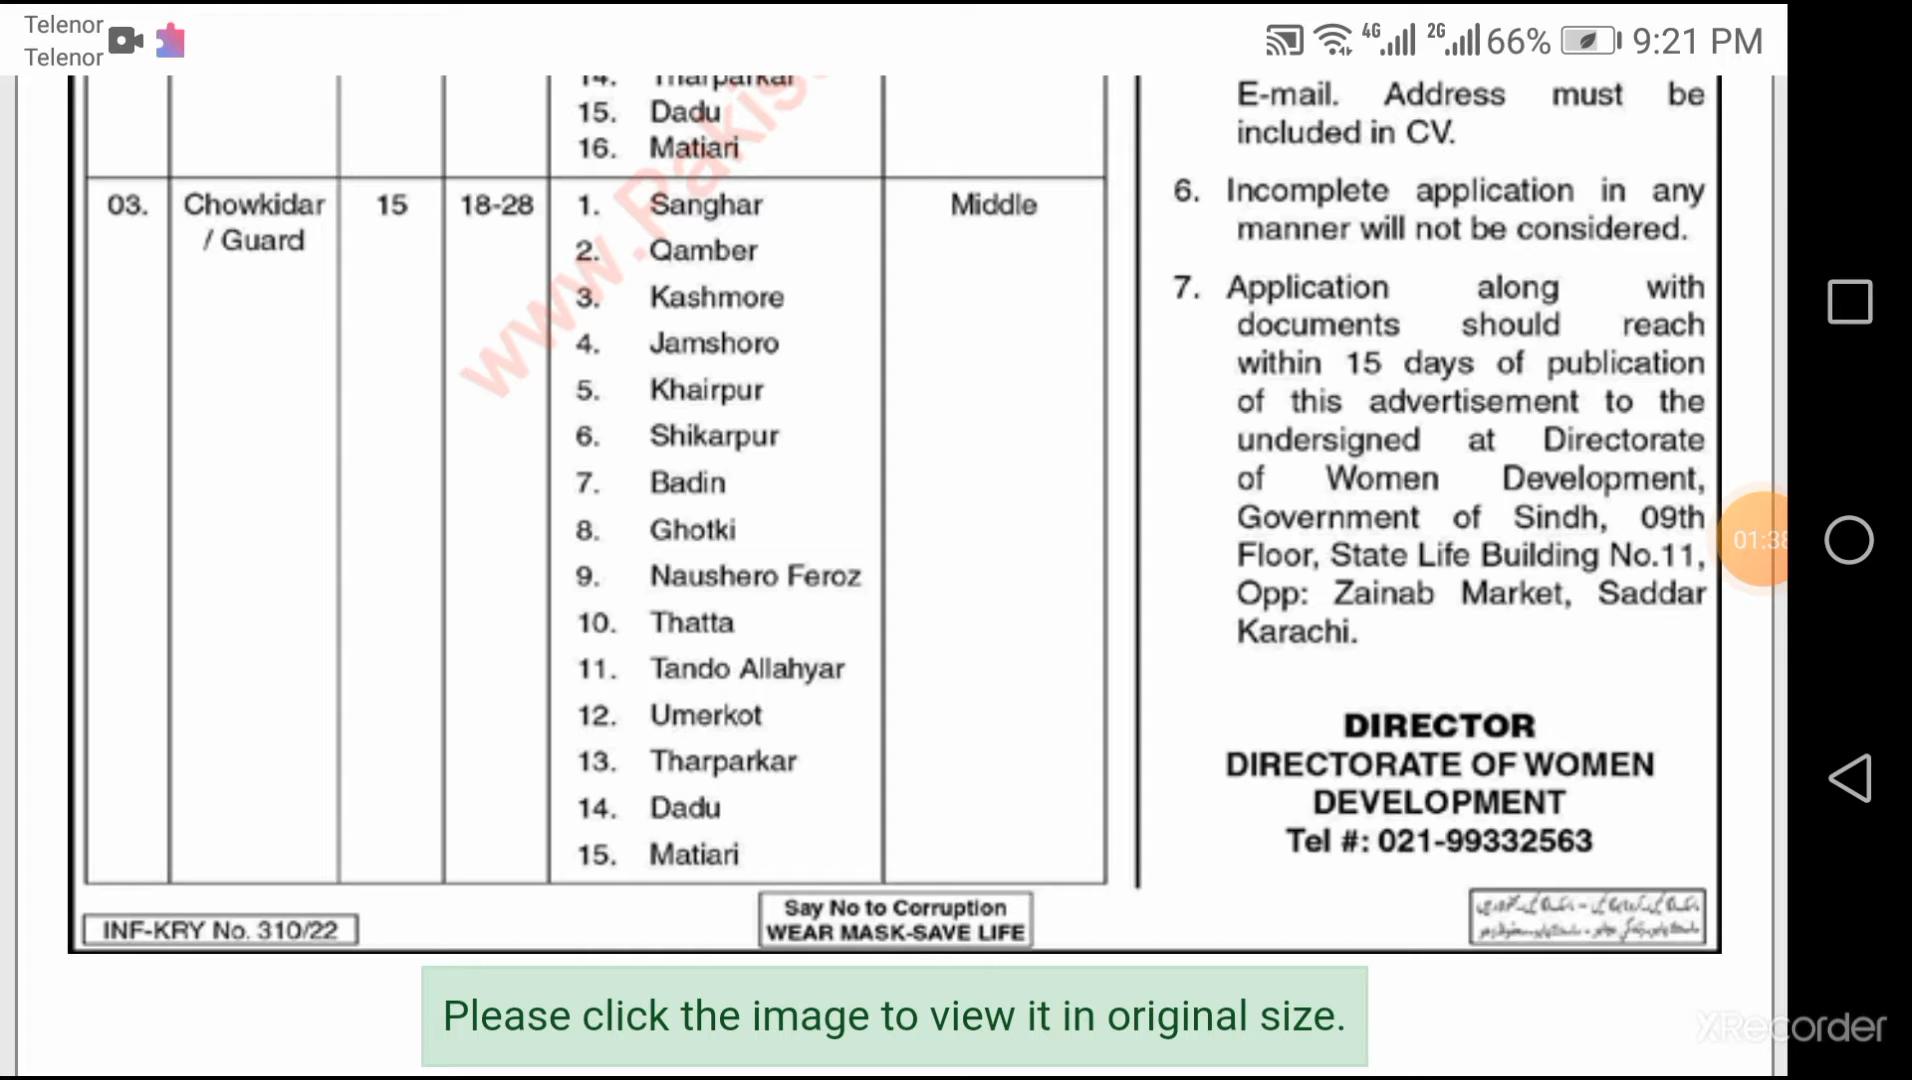 Telenor
Telenor
4G 2G 66% 9:21 PM
14. Tharparkar
15. Dadu
16. Matiari
03. Chowkidar / Guard 15 18-28 Middle
1. Sanghar
2. Qamber
3. Kashmore
4. Jamshoro
5. Khairpur
6. Shikarpur
7. Badin
8. Ghotki
9. Naushero Feroz
10. Thatta
11. Tando Allahyar
12. Umerkot
13. Tharparkar
14. Dadu
15. Matiari
www.Pakis
E-mail. Address must be
included in CV.
6. Incomplete application in any
manner will not be considered.
7. Application along with
documents should reach
within 15 days of publication
of this advertisement to the
undersigned at Directorate
of Women Development,
Government of Sindh, 09th
Floor, State Life Building No.11,
Opp: Zainab Market, Saddar
Karachi.
DIRECTOR
DIRECTORATE OF WOMEN
DEVELOPMENT
Tel #: 021-99332563
01:38
INF-KRY No. 310/22
Say No to Corruption
WEAR MASK-SAVE LIFE
Please click the image to view it in original size.
XRecorder